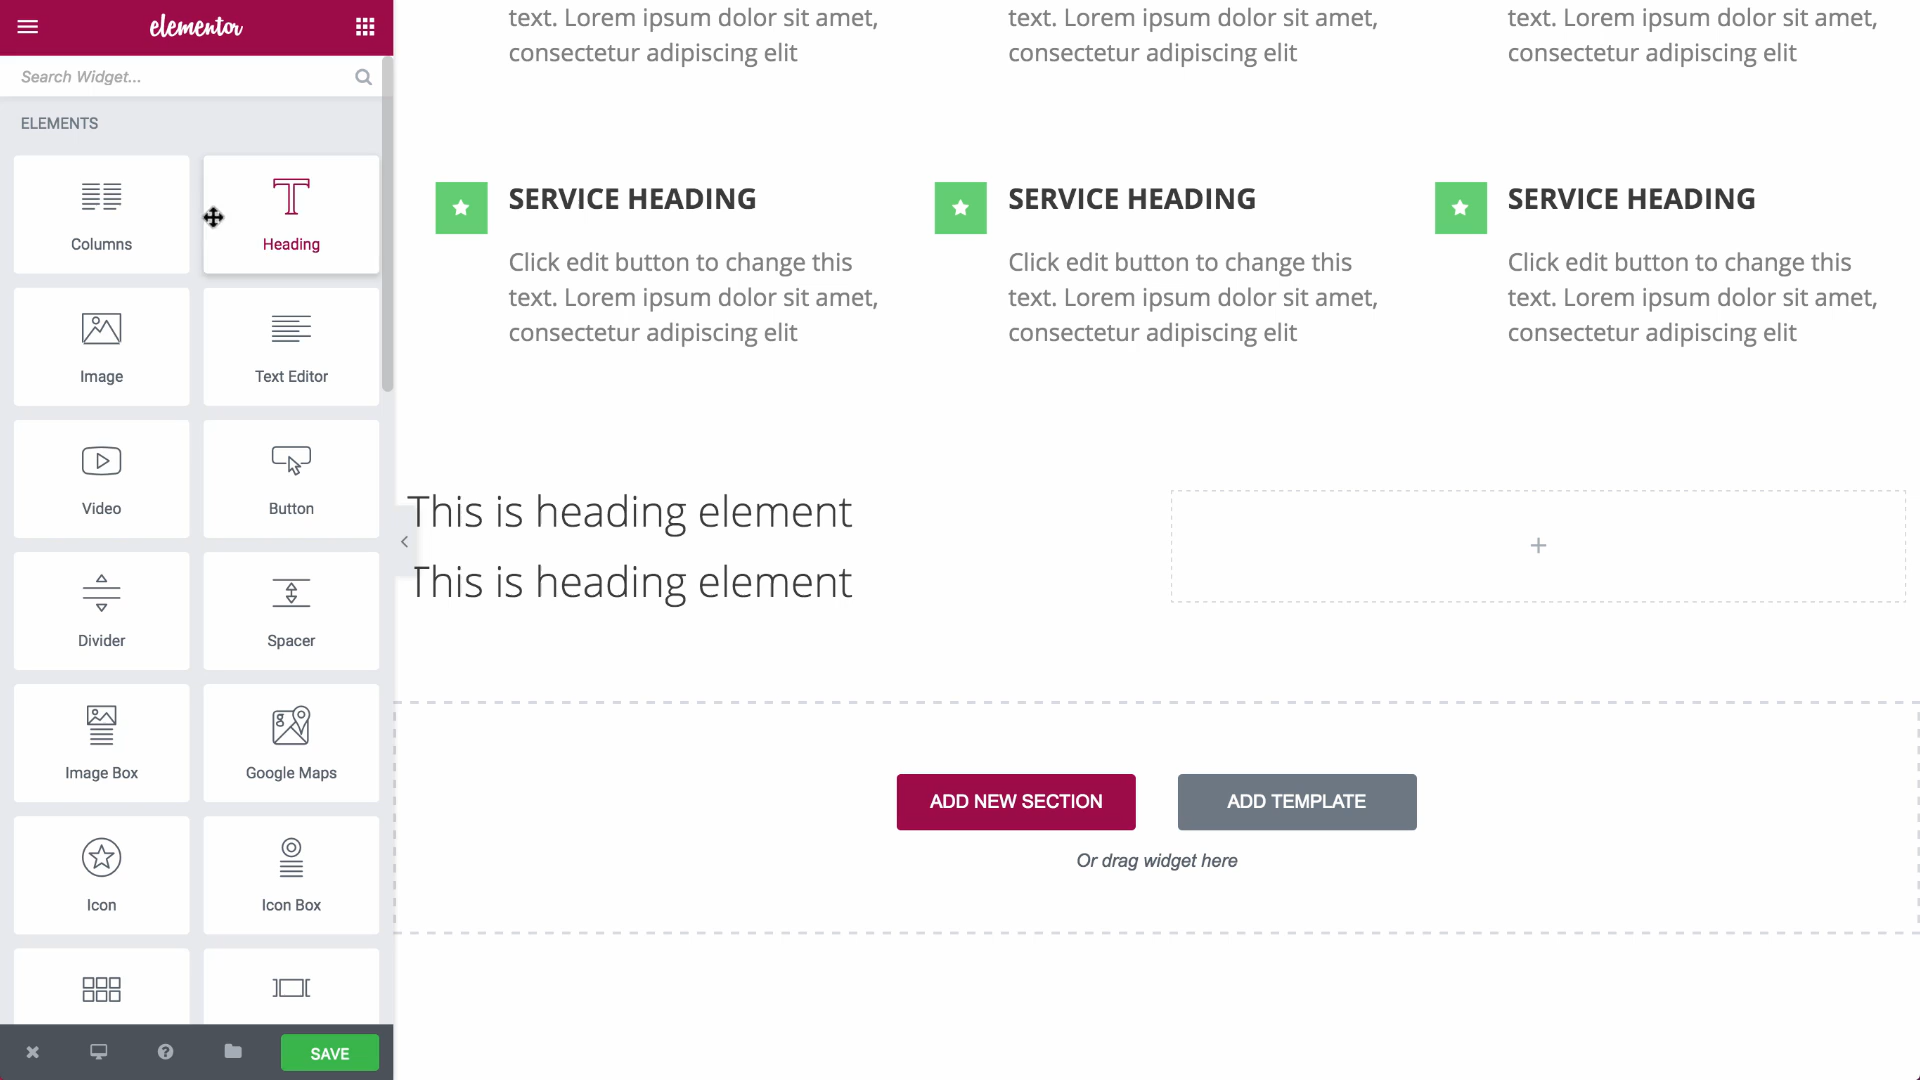 elementor
Search Widget...
ELEMENTS
Columns
Heading
Image
Text Editor
Video
Button
Divider
Spacer
Image Box
Google Maps
Icon
Icon Box
SAVE
text. Lorem ipsum dolor sit amet,
consectetur adipiscing elit
text. Lorem ipsum dolor sit amet,
consectetur adipiscing elit
text. Lorem ipsum dolor sit amet,
consectetur adipiscing elit
SERVICE HEADING
Click edit button to change this
text. Lorem ipsum dolor sit amet,
consectetur adipiscing elit
SERVICE HEADING
Click edit button to change this
text. Lorem ipsum dolor sit amet,
consectetur adipiscing elit
SERVICE HEADING
Click edit button to change this
text. Lorem ipsum dolor sit amet,
consectetur adipiscing elit
This is heading element
This is heading element
ADD NEW SECTION
ADD TEMPLATE
Or drag widget here